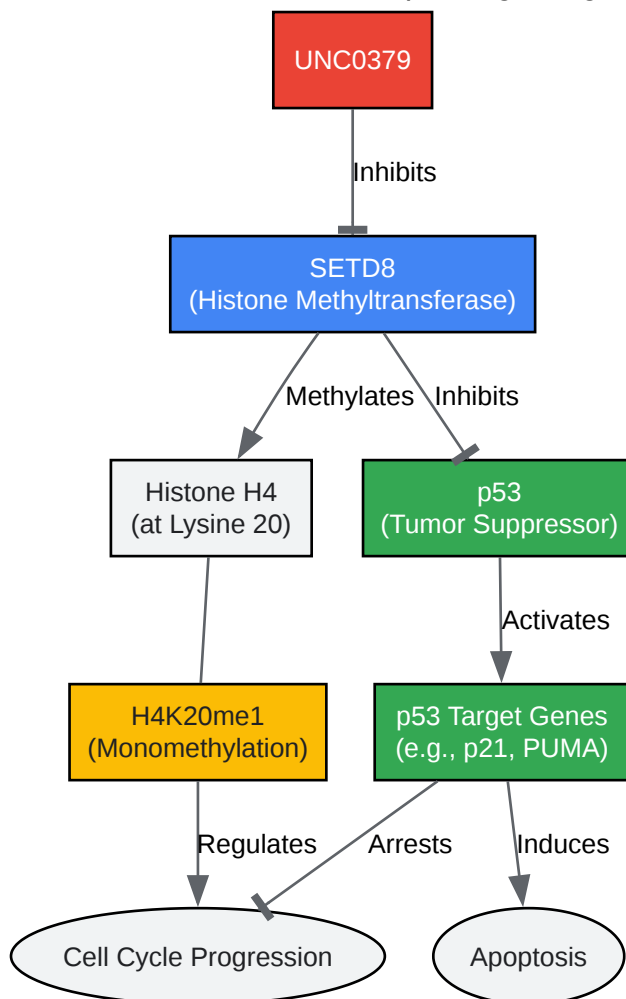 UNC0379
Inhibits
SETD8
(Histone Methyltransferase)
Methylates
Inhibits
Histone H4
(at Lysine 20)
p53
(Tumor Suppressor)
Activates
H4K20me1
(Monomethylation)
p53 Target Genes
(e.g., p21, PUMA)
Regulates
Arrests
Induces
Cell Cycle Progression
Apoptosis